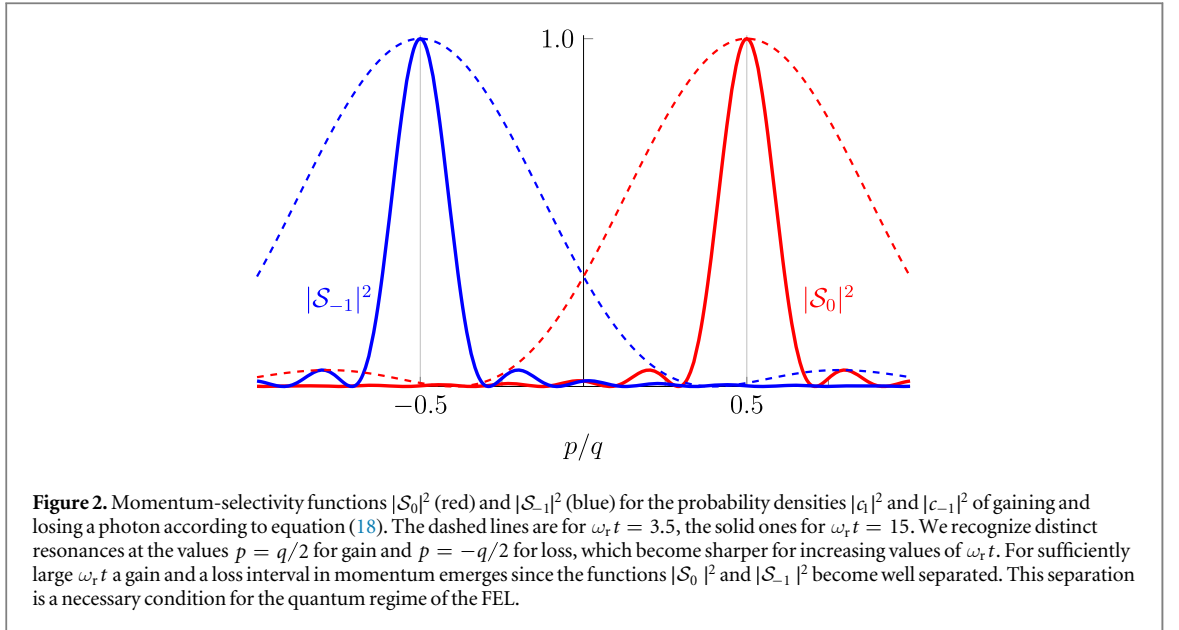 1.0
|𝒮₋₁|²
|𝒮₀|²
−0.5
0.5
p/q
Figure 2. Momentum-selectivity functions |𝒮₀|² (red) and |𝒮₋₁|² (blue) for the probability densities |c₁|² and |c₋₁|² of gaining and
losing a photon according to equation (18). The dashed lines are for ωᵣt = 3.5, the solid ones for ωᵣt = 15. We recognize distinct
resonances at the values p = q/2 for gain and p = −q/2 for loss, which become sharper for increasing values of ωᵣt. For sufficiently
large ωᵣt a gain and a loss interval in momentum emerges since the functions |𝒮₀ |² and |𝒮₋₁ |² become well separated. This separation
is a necessary condition for the quantum regime of the FEL.